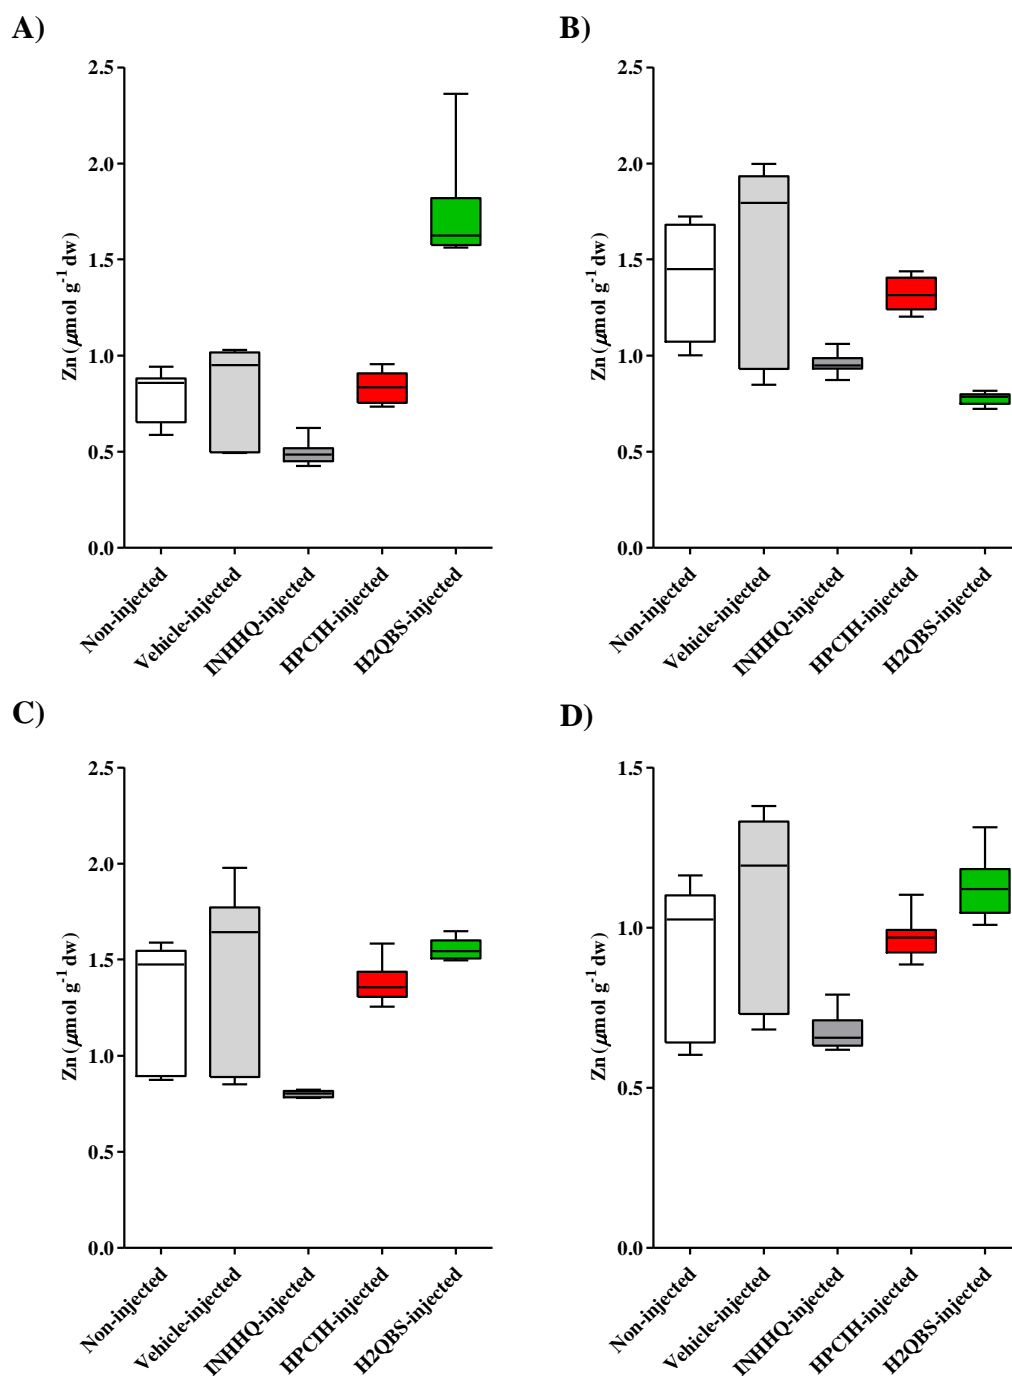 A)
2.5
2.0
1.5
1.0
0.5
0.0
Zn (μmol g⁻¹ dw)
Non-injected
Vehicle-injected
INHHQ-injected
HPCIH-injected
H2QBS-injected
B)
2.5
2.0
1.5
1.0
0.5
0.0
Zn (μmol g⁻¹ dw)
Non-injected
Vehicle-injected
INHHQ-injected
HPCIH-injected
H2QBS-injected
C)
2.5
2.0
1.5
1.0
0.5
0.0
Zn (μmol g⁻¹ dw)
Non-injected
Vehicle-injected
INHHQ-injected
HPCIH-injected
H2QBS-injected
D)
1.5
1.0
0.5
0.0
Zn (μmol g⁻¹ dw)
Non-injected
Vehicle-injected
INHHQ-injected
HPCIH-injected
H2QBS-injected